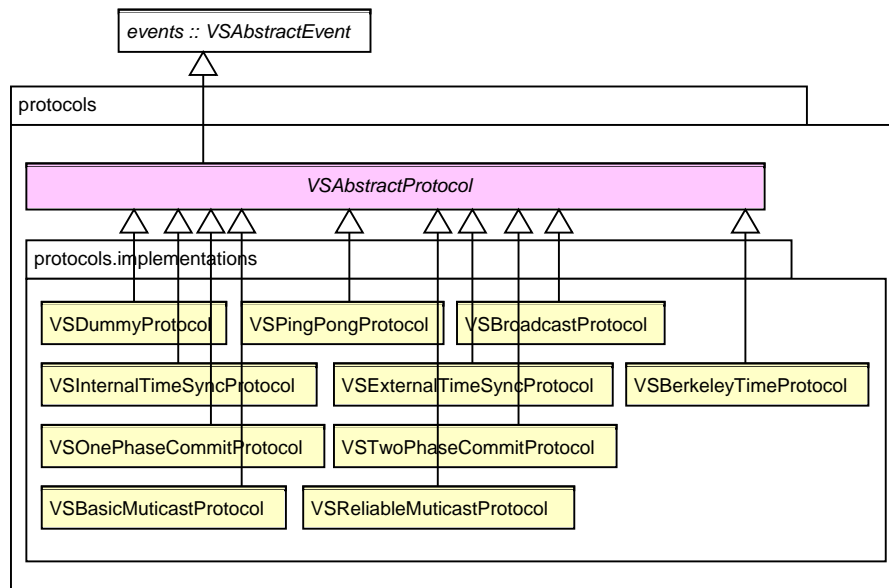 events :: VSAbstractEvent
protocols
VSAbstractProtocol
protocols.implementations
VSDummyProtocol
VSPingPongProtocol
VSBroadcastProtocol
VSInternalTimeSyncProtocol
VSExternalTimeSyncProtocol
VSBerkeleyTimeProtocol
VSOnePhaseCommitProtocol
VSTwoPhaseCommitProtocol
VSBasicMuticastProtocol
VSReliableMuticastProtocol